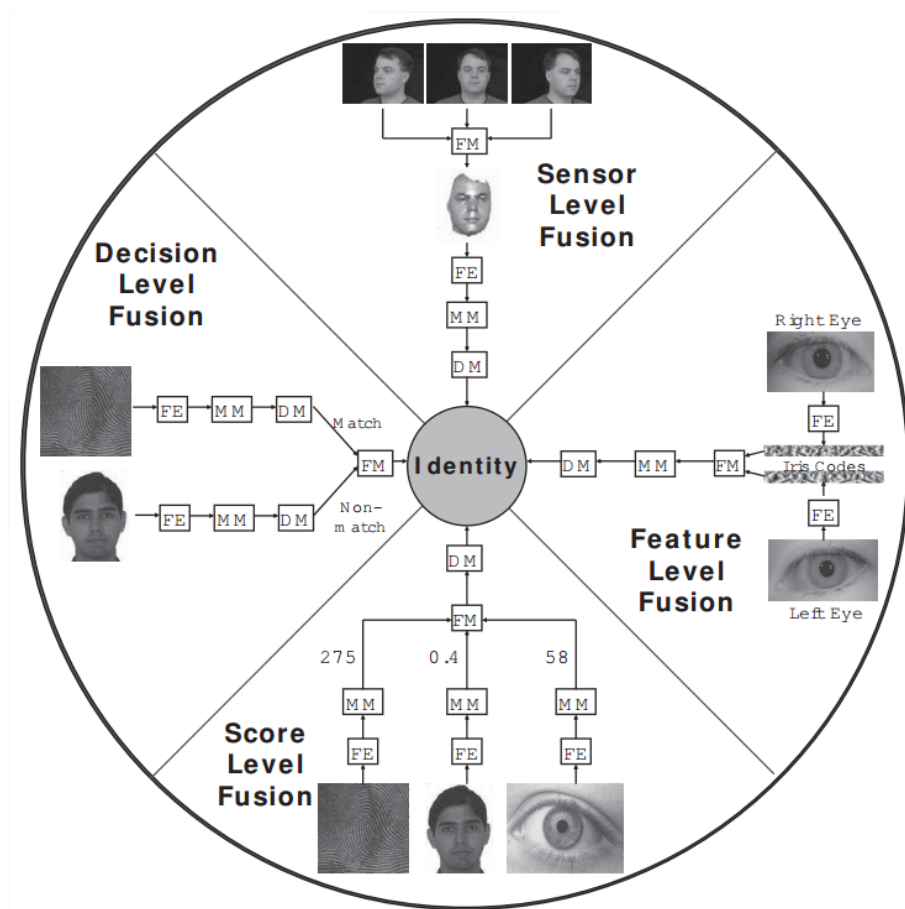 FM
Sensor
Level
Fusion
FE
MM
DM
Decision
Level
Fusion
FE
MM
DM
Match
FM
Non-
match
FE
MM
DM
Identity
Right Eye
FE
Iris Codes
FM
MM
DM
FE
Left Eye
Feature
Level
Fusion
DM
FM
275
0.4
58
MM
MM
MM
FE
FE
FE
Score
Level
Fusion